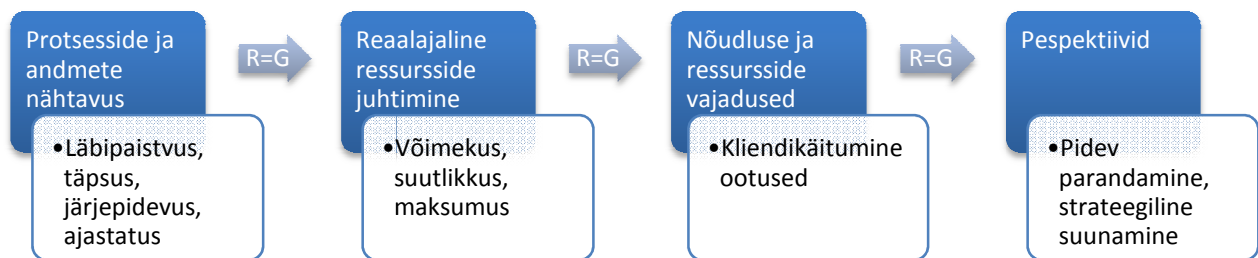 Protsesside ja
andmete
nähtavus
•Läbipaistvus,
täpsus,
järjepidevus,
ajastatus
R=G
Reaalajaline
ressursside
juhtimine
•Võimekus,
suutlikkus,
maksumus
R=G
Nõudluse ja
ressursside
vajadused
•Kliendikäitumine
ootused
R=G
Pespektiivid
•Pidev
parandamine,
strateegiline
suunamine